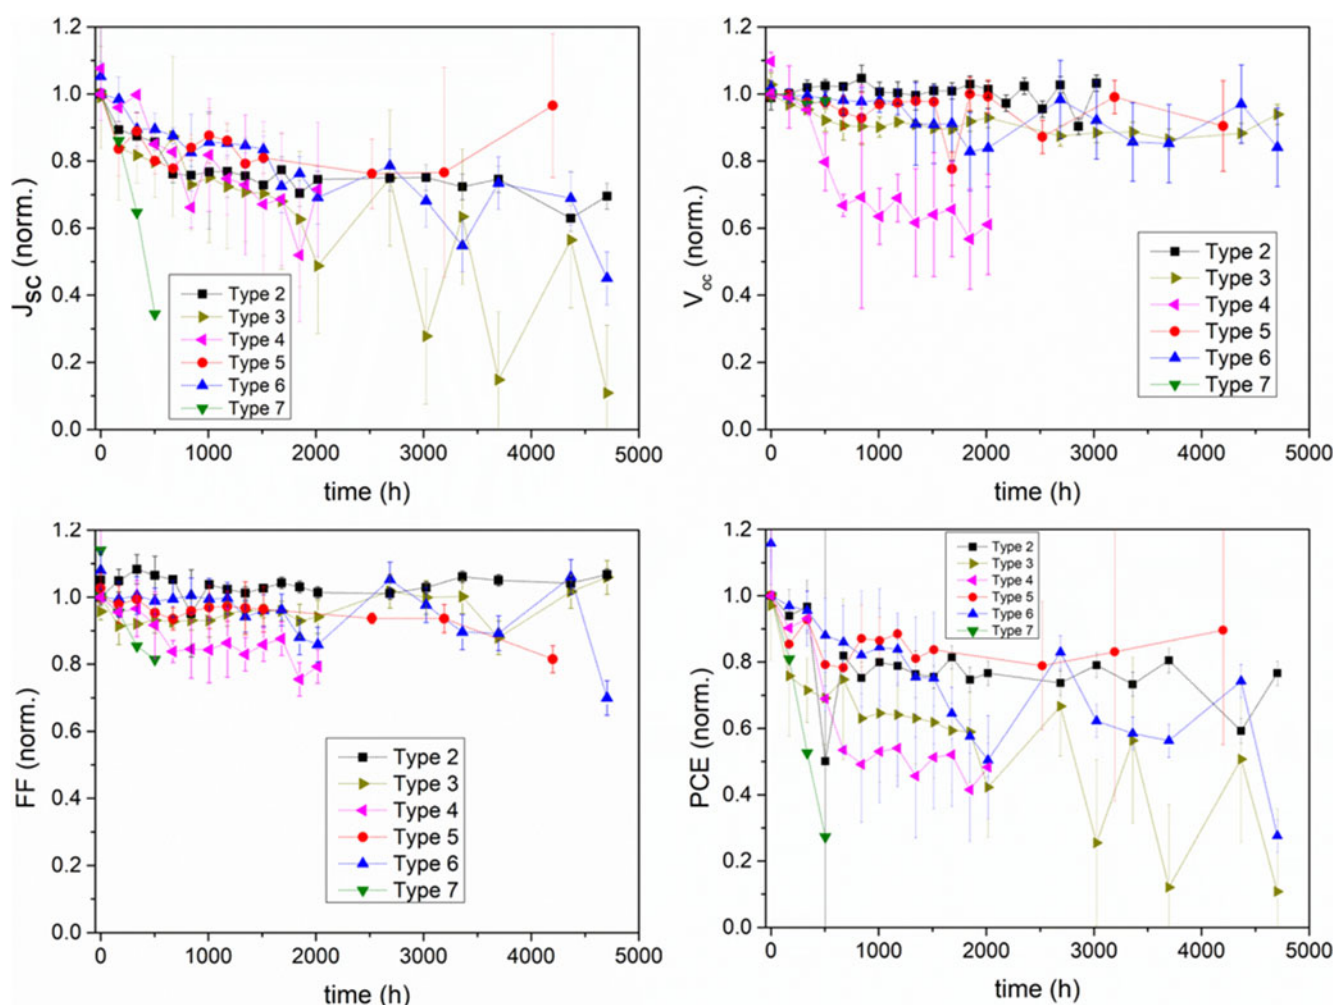 1.2
1.0
0.8
0.6
0.4
0.2
0.0
J_SC (norm.)
Type 2
Type 3
Type 4
Type 5
Type 6
Type 7
0 1000 2000 3000 4000 5000
time (h)
1.2
1.0
0.8
0.6
0.4
0.2
0.0
V_oc (norm.)
Type 2
Type 3
Type 4
Type 5
Type 6
Type 7
0 1000 2000 3000 4000 5000
time (h)
1.2
1.0
0.8
0.6
0.4
0.2
0.0
FF (norm.)
Type 2
Type 3
Type 4
Type 5
Type 6
Type 7
0 1000 2000 3000 4000 5000
time (h)
1.2
1.0
0.8
0.6
0.4
0.2
0.0
PCE (norm.)
Type 2
Type 3
Type 4
Type 5
Type 6
Type 7
0 1000 2000 3000 4000 5000
time (h)